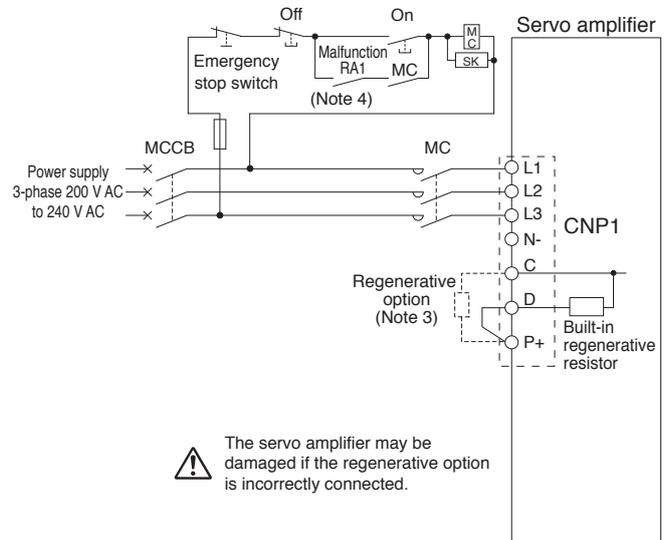 Off
On
Servo amplifier
MC
SK
Emergency
stop switch
Malfunction
RA1
MC
(Note 4)
MCCB
MC
Power supply
3-phase 200 V AC
to 240 V AC
L1
L2
L3
N-
CNP1
C
D
P+
Regenerative
option
(Note 3)
Built-in
regenerative
resistor
The servo amplifier may be
damaged if the regenerative option
is incorrectly connected.